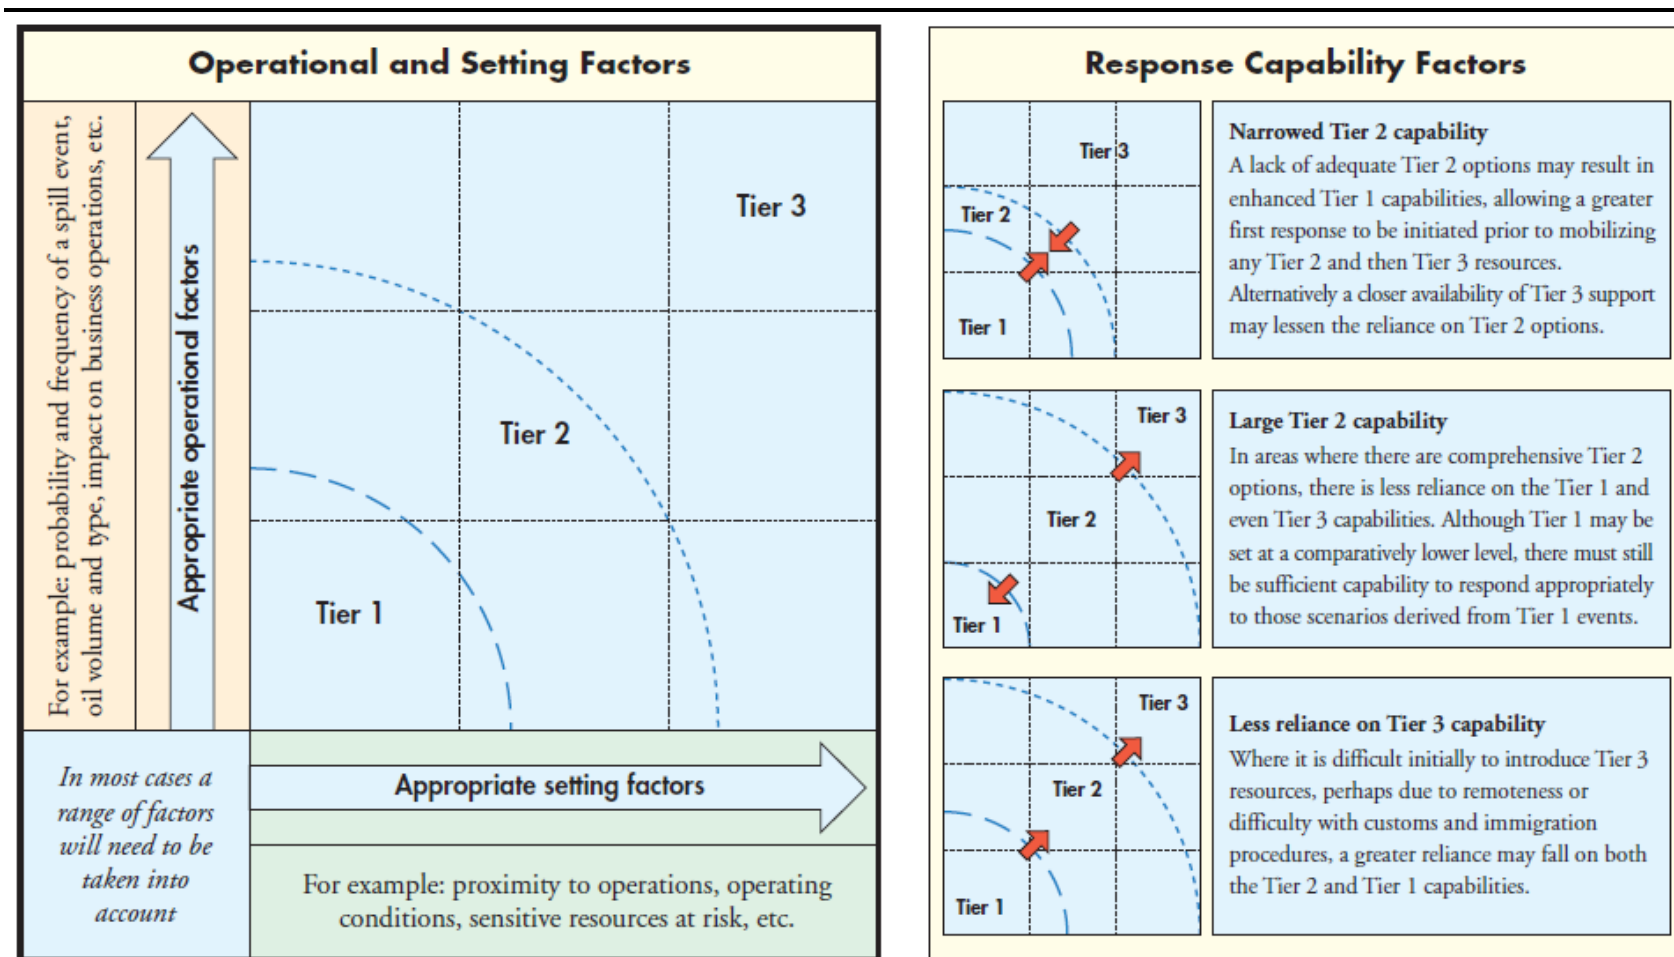 Operational and Setting Factors
For example: probability and frequency of a spill event,
oil volume and type, impact on business operations, etc.
Appropriate operational factors
Tier 3
Tier 2
Tier 1
In most cases a
range of factors
will need to be
taken into
account
Appropriate setting factors
For example: proximity to operations, operating
conditions, sensitive resources at risk, etc.
Response Capability Factors
Tier 3
Tier 2
Tier 1
Narrowed Tier 2 capability
A lack of adequate Tier 2 options may result in
enhanced Tier 1 capabilities, allowing a greater
first response to be initiated prior to mobilizing
any Tier 2 and then Tier 3 resources.
Alternatively a closer availability of Tier 3 support
may lessen the reliance on Tier 2 options.
Tier 3
Tier 2
Tier 1
Large Tier 2 capability
In areas where there are comprehensive Tier 2
options, there is less reliance on the Tier 1 and
even Tier 3 capabilities. Although Tier 1 may be
set at a comparatively lower level, there must still
be sufficient capability to respond appropriately
to those scenarios derived from Tier 1 events.
Tier 3
Tier 2
Tier 1
Less reliance on Tier 3 capability
Where it is difficult initially to introduce Tier 3
resources, perhaps due to remoteness or
difficulty with customs and immigration
procedures, a greater reliance may fall on both
the Tier 2 and Tier 1 capabilities.